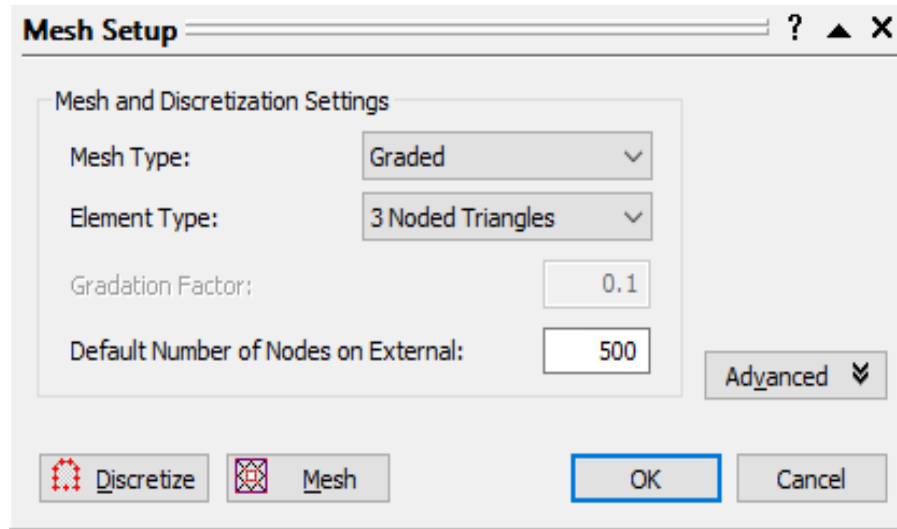 Mesh Setup ?
Mesh and Discretization Settings
Mesh Type: Graded
Element Type: 3 Noded Triangles
Gradation Factor: 0.1
Default Number of Nodes on External: 500
Advanced
Discretize Mesh OK Cancel